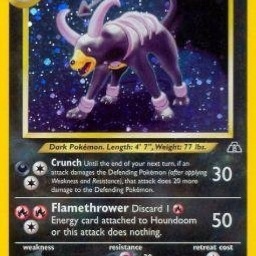 Dark Pokémon. Length: 4' 7", Weight: 77 lbs.
Crunch Until the end of your next turn, if an
attack damages the Defending Pokémon (after applying
Weakness and Resistance), that attack does 20 more
damage to the Defending Pokémon.
30
Flamethrower Discard 1
Energy card attached to Houndoom
or this attack does nothing.
50
weakness resistance retreat cost